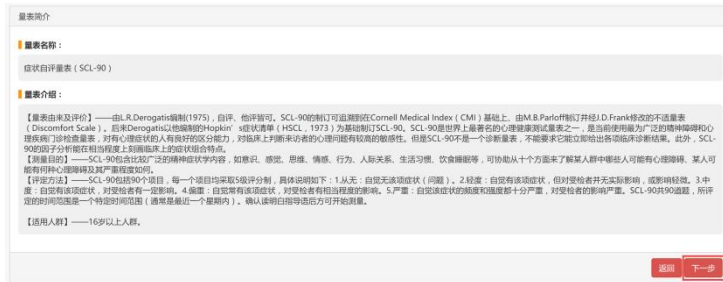 量表简介
量表名称：
症状自评量表（SCL-90）
量表介绍：
【量表由来及评价】——由L.R.Derogatis编制(1975)，自评、他评皆可。SCL-90的制订可追溯到在Cornell Medical Index（CMI）基础上、由M.B.Parloff制订并经J.D.Frank修改的不适量表
（Discomfort Scale）。后来Derogatis以他编制的Hopkin's症状清单（HSCL，1973）为基础制订SCL-90。SCL-90是世界上最著名的心理健康测试量表之一，是当前使用最为广泛的精神障碍和心
理疾病门诊检查量表，对有心理症状的人有良好的区分能力，对临床上判断来访者的心理问题有较高的敏感性。但是SCL-90不是一个诊断量表，不能要求它能立即给出各项临床诊断结果。此外，SCL-
90的因子分析能在相当程度上刻画临床上的症状组合特点。
【测量目的】——SCL-90包含比较广泛的精神症状学内容，如意识、感觉、思维、情感、行为、人际关系、生活习惯、饮食睡眠等，可协助从十个方面来了解某人群中哪些人可能有心理障碍、某人可
能有何种心理障碍及其严重程度如何。
【评定方法】——SCL-90包括90个项目，每一个项目均采取5级评分制，具体说明如下：1.从无：自觉无该项症状（问题）。2.轻度：自觉有该项症状，但对受检者并无实际影响，或影响轻微。3.中
度：自觉有该项症状，对受检者有一定影响。4.偏重：自觉常有该项症状，对受检者有相当程度的影响。5.严重：自觉该症状的频度和强度都十分严重，对受检者的影响严重。SCL-90共90道题，所评
定的时间范围是一个特定时间范围（通常是最近一个星期内）。确认读明白指导语后方可开始测量。
【适用人群】——16岁以上人群。
返回 下一步